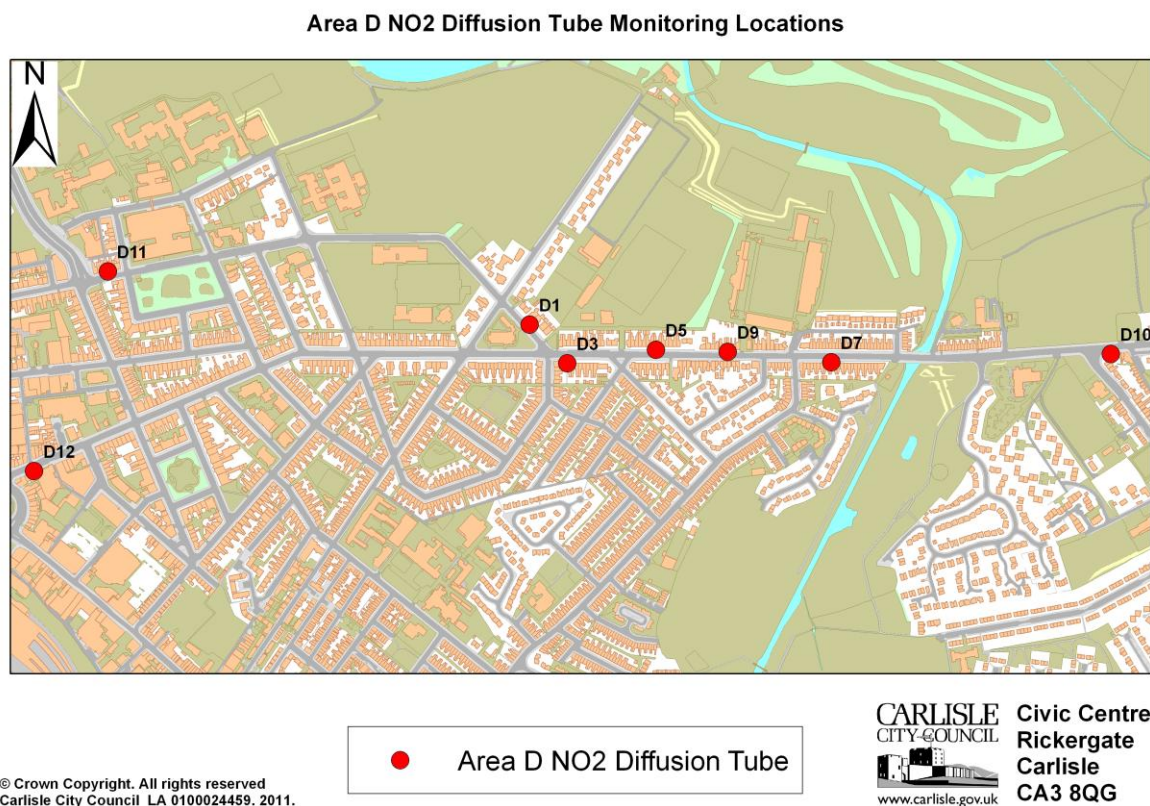 Area D NO2 Diffusion Tube Monitoring Locations
N
D11
D1
D3
D5
D9
D7
D10
D12
Area D NO2 Diffusion Tube
CARLISLE
CITY COUNCIL
www.carlisle.gov.uk
Civic Centre
Rickergate
Carlisle
CA3 8QG
© Crown Copyright. All rights reserved
Carlisle City Council LA 0100024459. 2011.